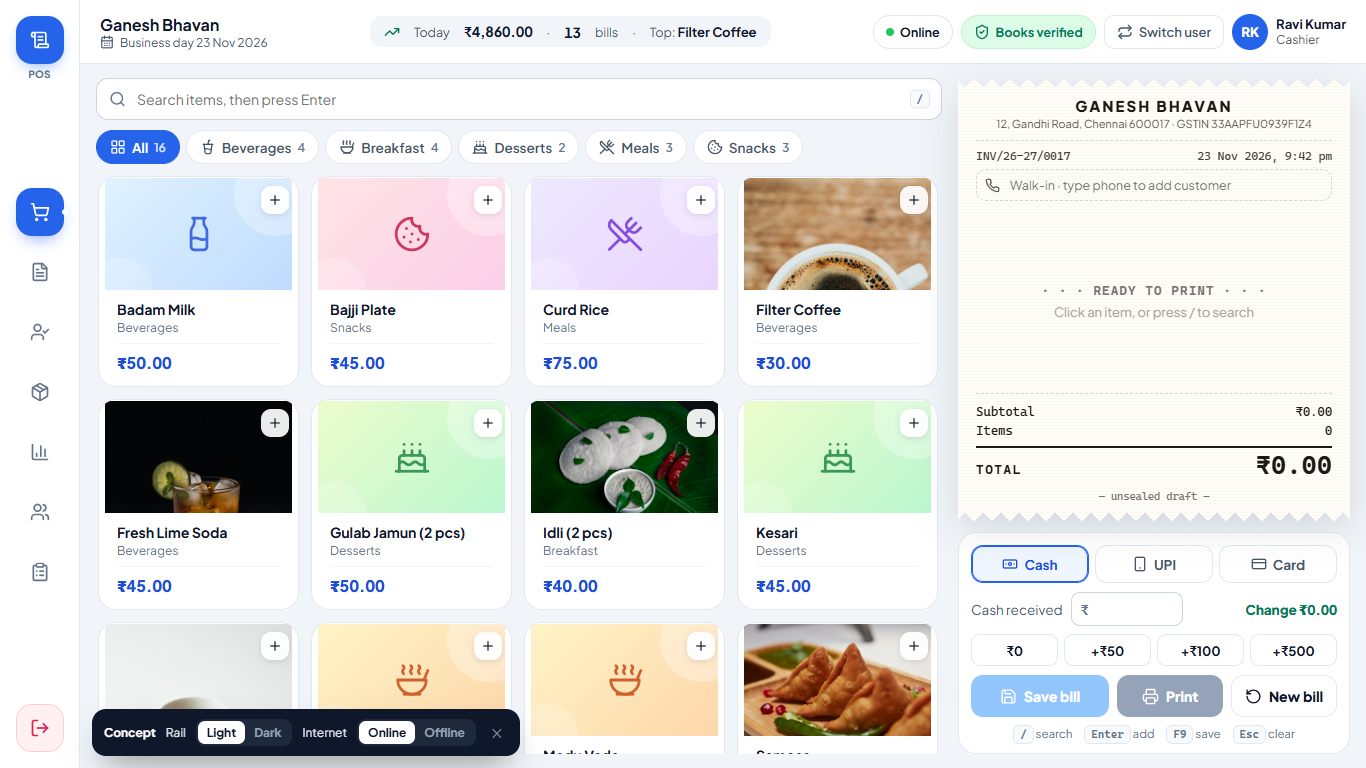 POS
Ganesh Bhavan
Business day 23 Nov 2026
Today ₹4,860.00 · 13 bills · Top: Filter Coffee
Online
Books verified
Switch user
RK
Ravi Kumar
Cashier
Search items, then press Enter
/
All 16
Beverages 4
Breakfast 4
Desserts 2
Meals 3
Snacks 3
Badam Milk
Beverages
₹50.00
Bajji Plate
Snacks
₹45.00
Curd Rice
Meals
₹75.00
Filter Coffee
Beverages
₹30.00
Fresh Lime Soda
Beverages
₹45.00
Gulab Jamun (2 pcs)
Desserts
₹50.00
Idli (2 pcs)
Breakfast
₹40.00
Kesari
Desserts
₹45.00
Concept Rail Light Dark Internet Online Offline
GANESH BHAVAN
12, Gandhi Road, Chennai 600017 · GSTIN 33AAPFU0939F1Z4
INV/26-27/0017 23 Nov 2026, 9:42 pm
Walk-in · type phone to add customer
· · · READY TO PRINT · · ·
Click an item, or press / to search
Subtotal ₹0.00
Items 0
TOTAL ₹0.00
— unsealed draft —
Cash
UPI
Card
Cash received ₹ Change ₹0.00
₹0
+₹50
+₹100
+₹500
Save bill
Print
New bill
/ search Enter add F9 save Esc clear